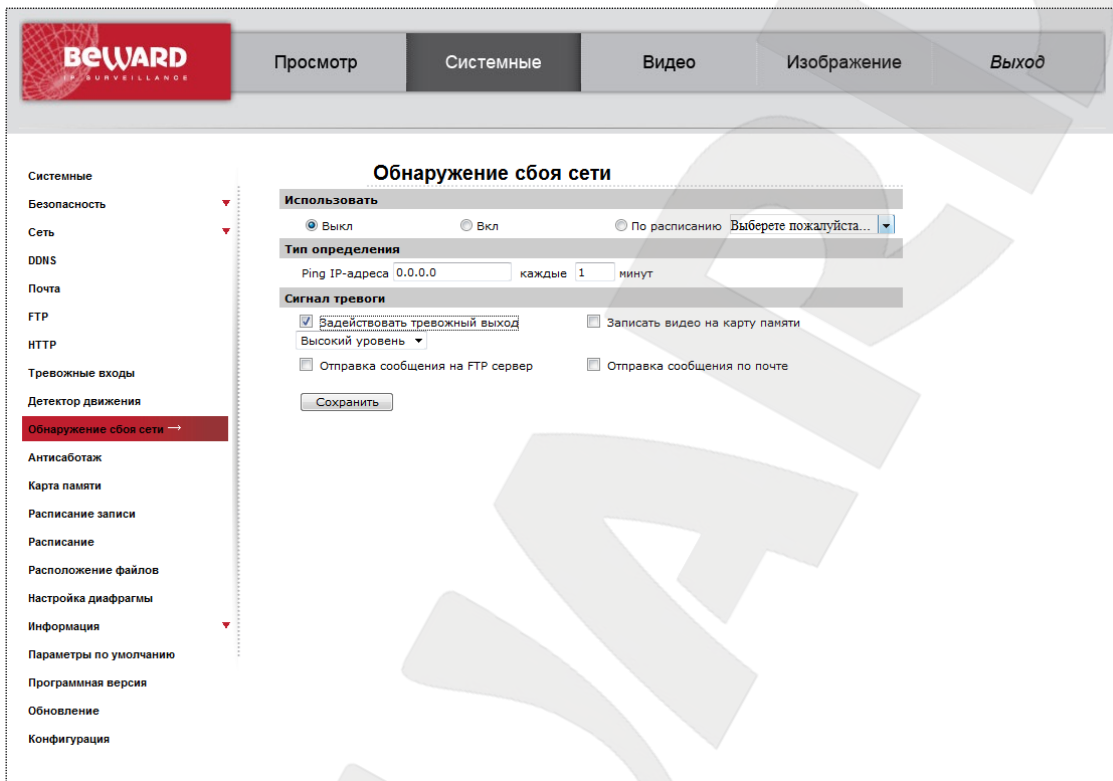 BEWARD
IP SURVEILLANCE
Просмотр
Системные
Видео
Изображение
Выход
Системные
Безопасность
Сеть
DDNS
Почта
FTP
HTTP
Тревожные входы
Детектор движения
Обнаружение сбоя сети →
Антисаботаж
Карта памяти
Расписание записи
Расписание
Расположение файлов
Настройка диафрагмы
Информация
Параметры по умолчанию
Программная версия
Обновление
Конфигурация
Обнаружение сбоя сети
Использовать
Выкл Вкл По расписанию Выберете пожалуйста...
Тип определения
Ping IP-адреса 0.0.0.0 каждые 1 минут
Сигнал тревоги
Задействовать тревожный выход Записать видео на карту памяти
Высокий уровень
Отправка сообщения на FTP сервер Отправка сообщения по почте
Сохранить